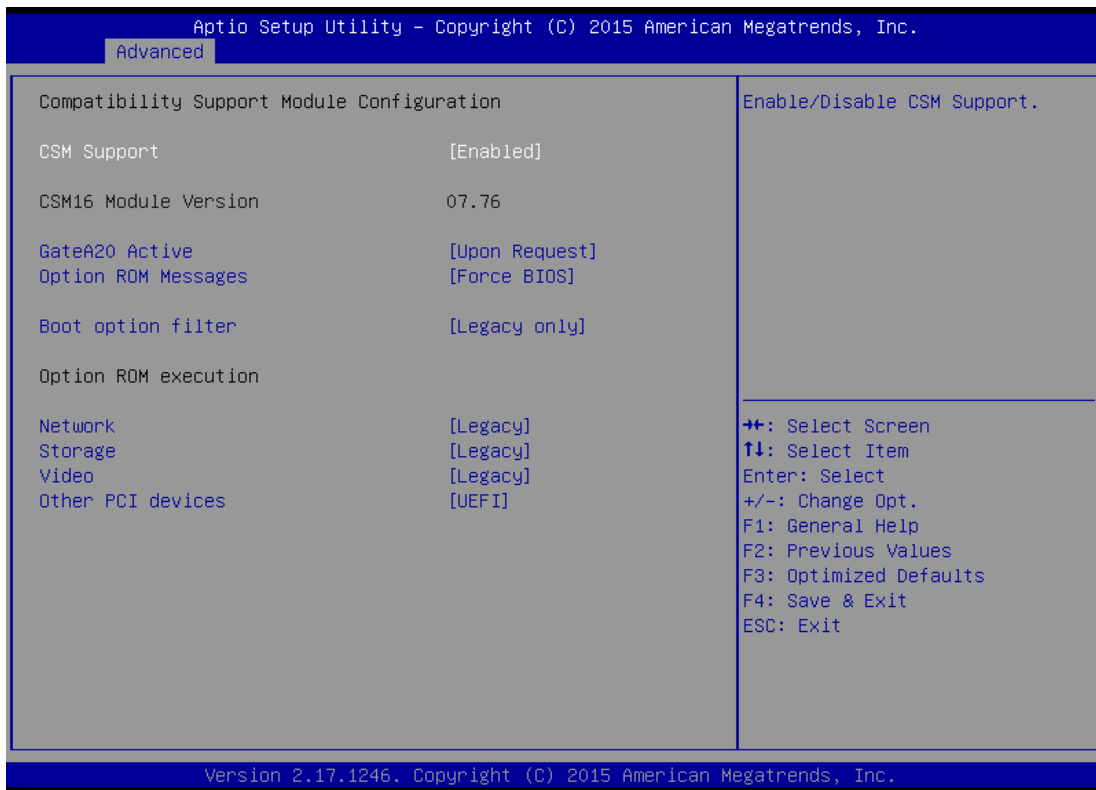 Aptio Setup Utility – Copyright (C) 2015 American Megatrends, Inc.
Advanced
Compatibility Support Module Configuration
CSM Support [Enabled]
CSM16 Module Version 07.76
GateA20 Active [Upon Request]
Option ROM Messages [Force BIOS]
Boot option filter [Legacy only]
Option ROM execution
Network [Legacy]
Storage [Legacy]
Video [Legacy]
Other PCI devices [UEFI]
Enable/Disable CSM Support.
→←: Select Screen
↑↓: Select Item
Enter: Select
+/-: Change Opt.
F1: General Help
F2: Previous Values
F3: Optimized Defaults
F4: Save & Exit
ESC: Exit
Version 2.17.1246. Copyright (C) 2015 American Megatrends, Inc.